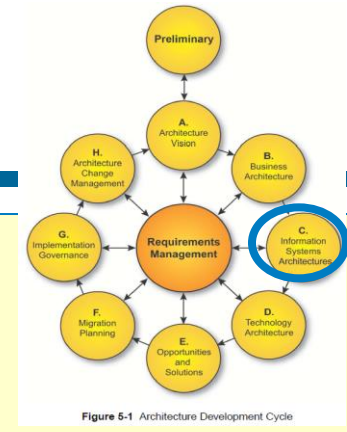 Preliminary
A.
Architecture
Vision
B.
Business
Architecture
C.
Information
Systems
Architectures
D.
Technology
Architecture
E.
Opportunities
and
Solutions
F.
Migration
Planning
G.
Implementation
Governance
H.
Architecture
Change
Management
Requirements
Management
Figure 5-1 Architecture Development Cycle